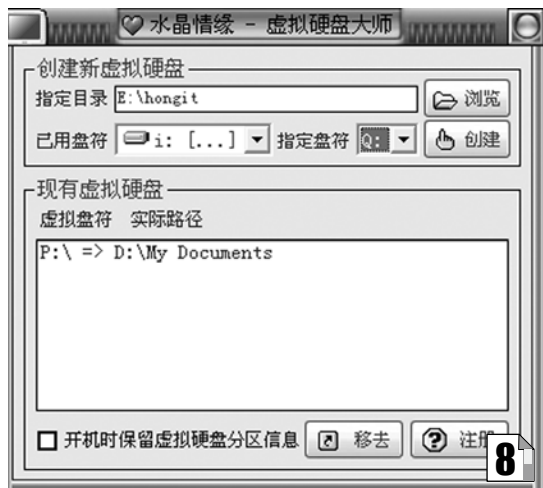 水晶情缘 - 虚拟硬盘大师
创建新虚拟硬盘
指定目录 E:\hongit 浏览
已用盘符 i: [...] 指定盘符 Q: 创建
现有虚拟硬盘
虚拟盘符 实际路径
P:\ => D:\My Documents
开机时保留虚拟硬盘分区信息 移去 注册
8